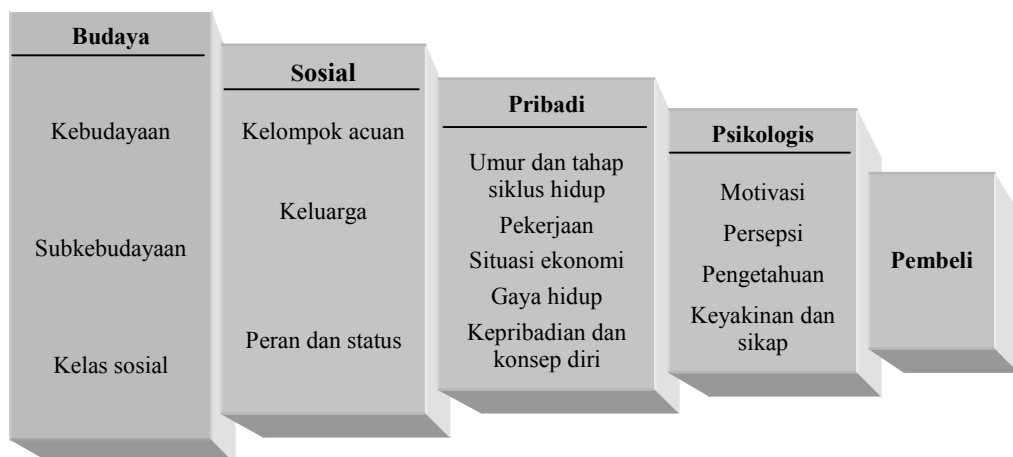 Budaya
Kebudayaan
Subkebudayaan
Kelas sosial
Sosial
Kelompok acuan
Keluarga
Peran dan status
Pribadi
Umur dan tahap
siklus hidup
Pekerjaan
Situasi ekonomi
Gaya hidup
Kepribadian dan
konsep diri
Psikologis
Motivasi
Persepsi
Pengetahuan
Keyakinan dan
sikap
Pembeli